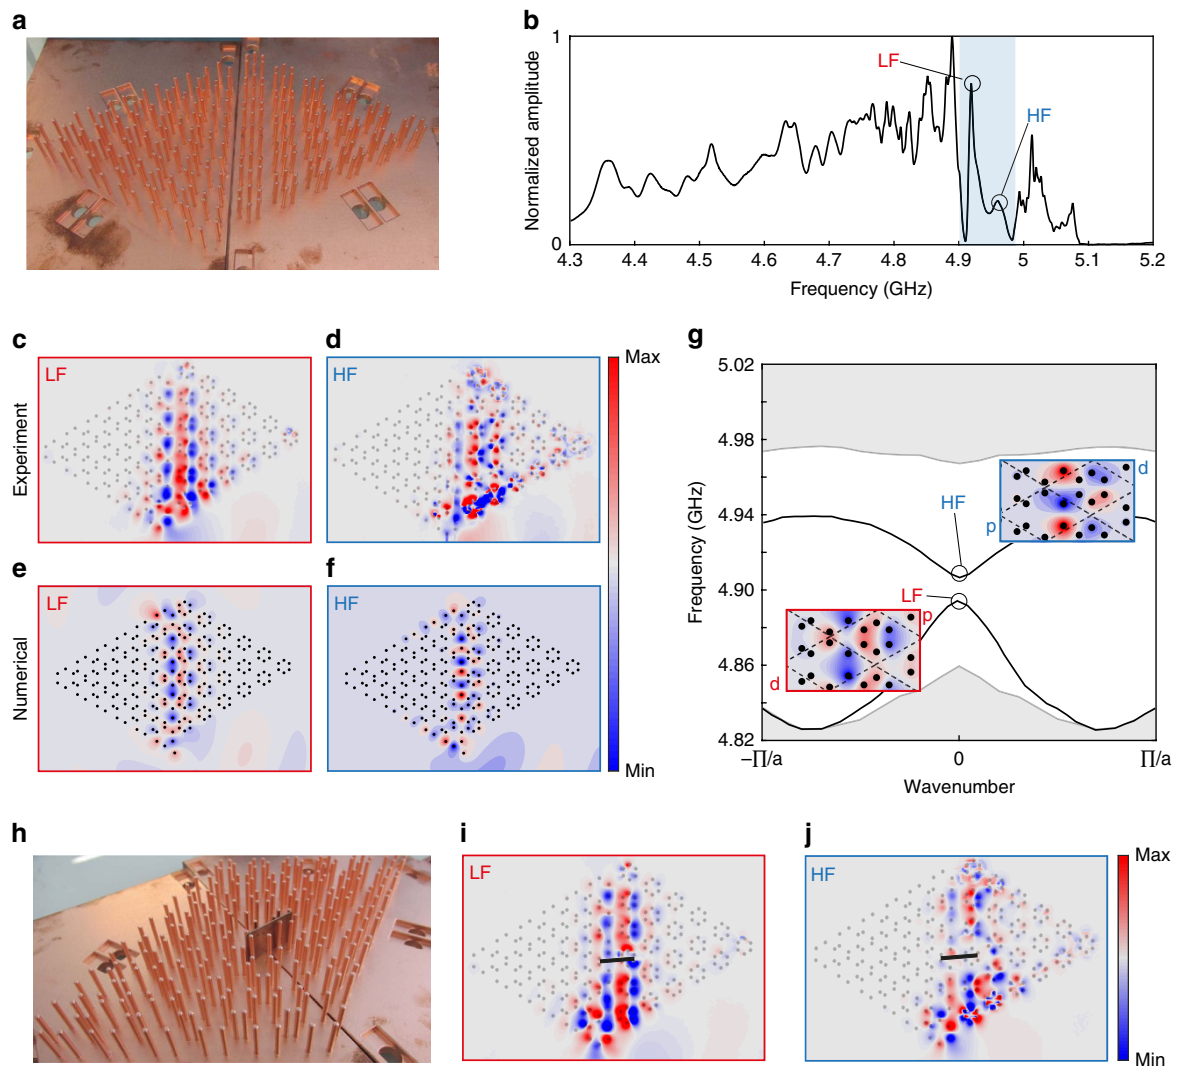 a
b
Normalized amplitude
1
0
LF
HF
4.3 4.4 4.5 4.6 4.7 4.8 4.9 5 5.1 5.2
Frequency (GHz)
c
d
Experiment
LF
HF
e
f
Numerical
LF
HF
Max
Min
g
Frequency (GHz)
5.02
4.98
4.94
4.90
4.86
4.82
HF
LF
d
p
p
d
–∏/a 0 ∏/a
Wavenumber
h
i
LF
j
HF
Max
Min